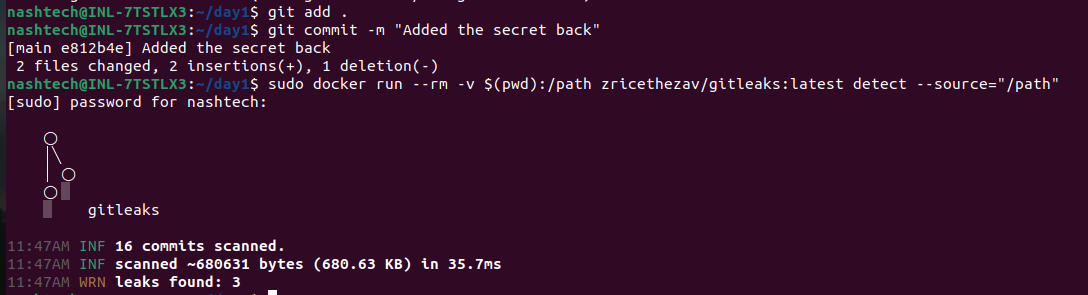 nashtech@INL-7TSTLX3:~/day1$ git add .
nashtech@INL-7TSTLX3:~/day1$ git commit -m "Added the secret back"
[main e812b4e] Added the secret back
 2 files changed, 2 insertions(+), 1 deletion(-)
nashtech@INL-7TSTLX3:~/day1$ sudo docker run --rm -v $(pwd):/path zricethezav/gitleaks:latest detect --source="/path"
[sudo] password for nashtech:
○
│╲
│ ○
○ ░
░    gitleaks
11:47AM INF 16 commits scanned.
11:47AM INF scanned ~680631 bytes (680.63 KB) in 35.7ms
11:47AM WRN leaks found: 3